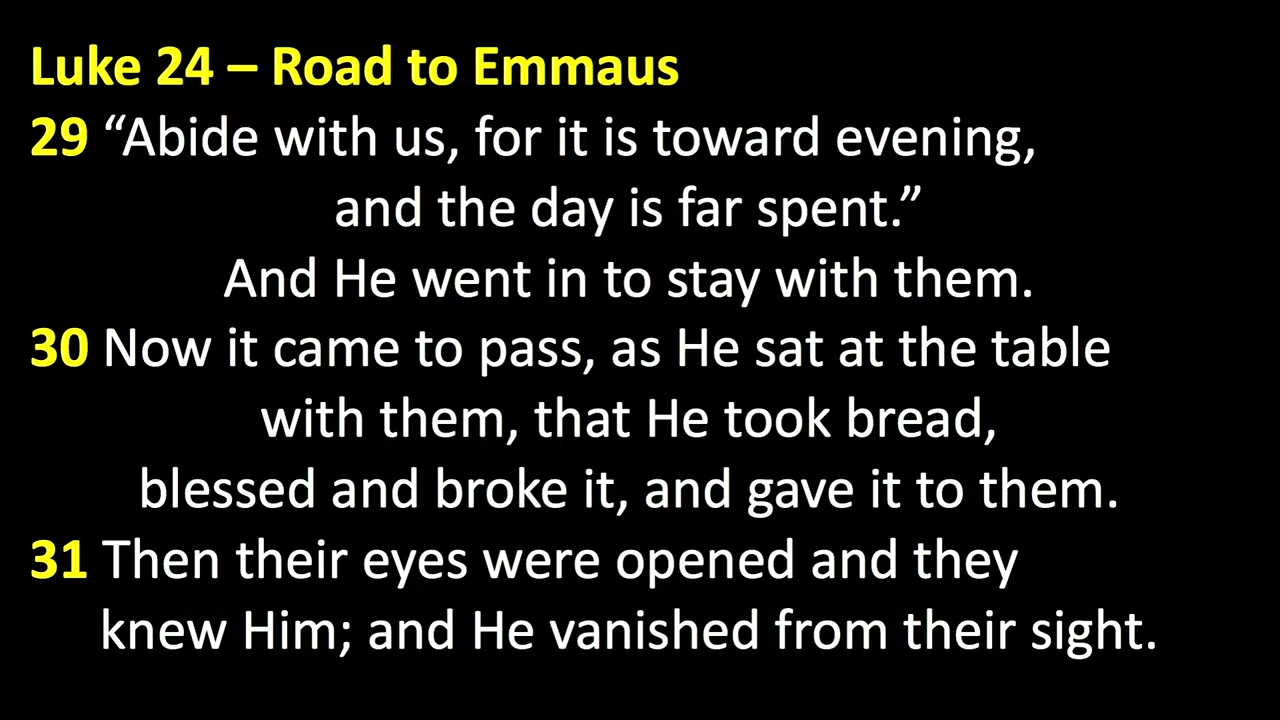 Luke 24 – Road to Emmaus
29 “Abide with us, for it is toward evening,
and the day is far spent.”
And He went in to stay with them.
30 Now it came to pass, as He sat at the table
with them, that He took bread,
blessed and broke it, and gave it to them.
31 Then their eyes were opened and they
knew Him; and He vanished from their sight.